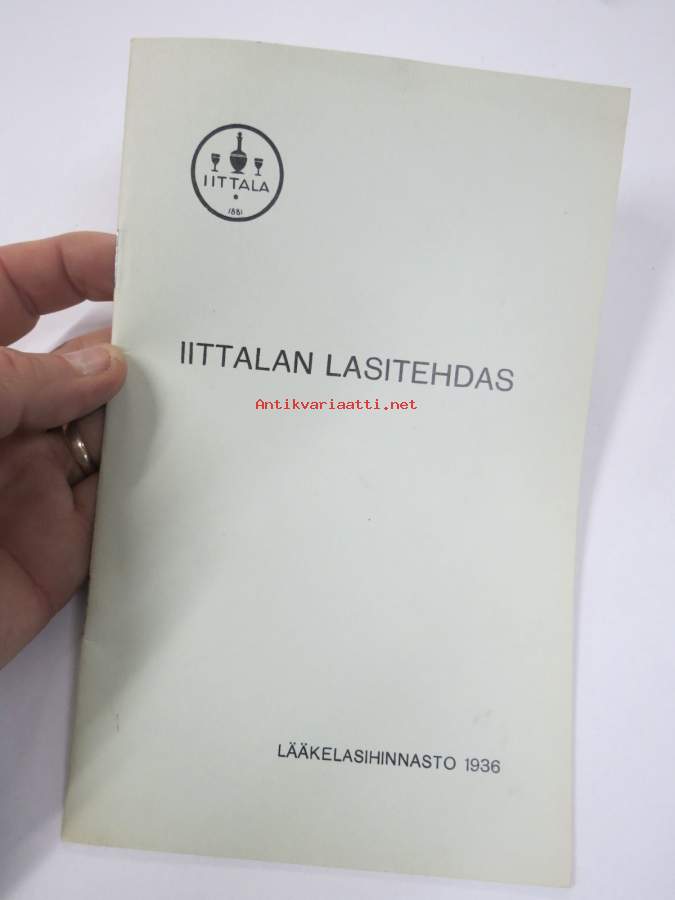 IITTALA
1881
IITTALAN LASITEHDAS
Antikvariaatti.net
LÄÄKELASIHINNASTO 1936